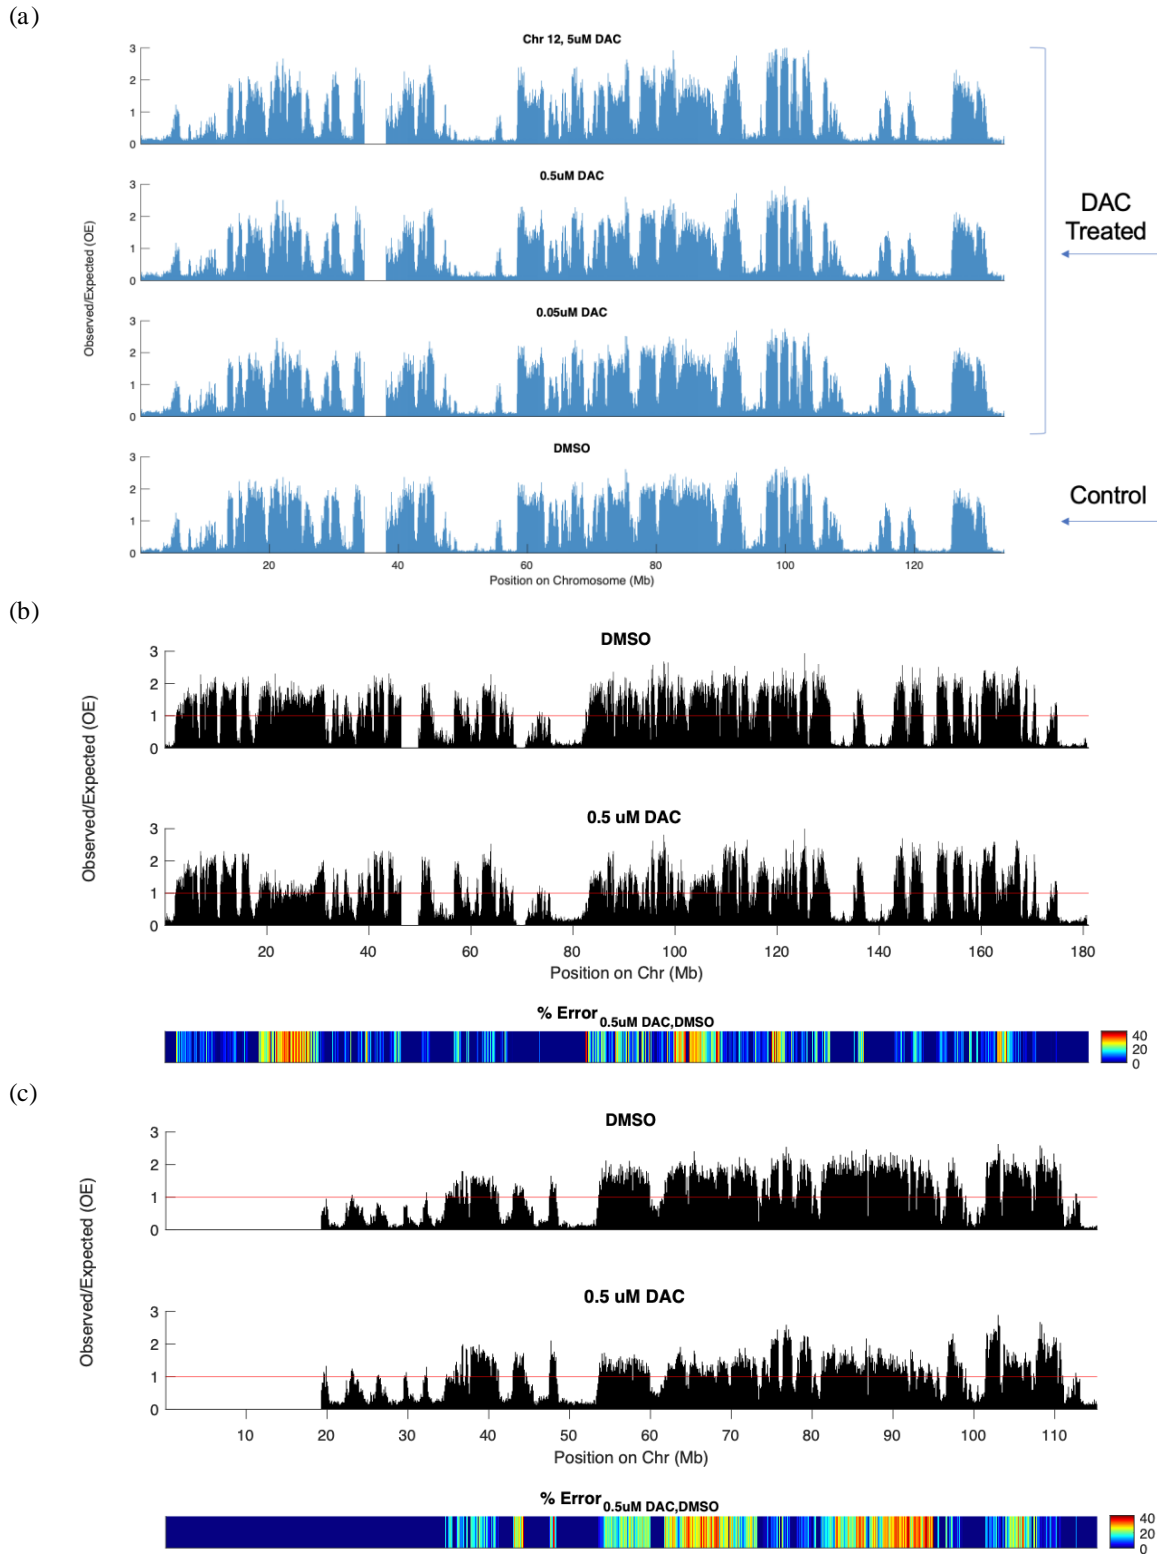 (a)
Chr 12, 5uM DAC
3
2
1
0
0.5uM DAC
3
2
1
0
DAC
Treated
Observed/Expected (OE)
0.05uM DAC
3
2
1
0
DMSO
3
2
1
0
Control
20 40 60 80 100 120
Position on Chromosome (Mb)
(b)
DMSO
3
2
1
0
Observed/Expected (OE)
0.5 uM DAC
3
2
1
0
20 40 60 80 100 120 140 160 180
Position on Chr (Mb)
% Error 0.5uM DAC,DMSO
40
20
0
(c)
DMSO
3
2
1
0
Observed/Expected (OE)
0.5 uM DAC
3
2
1
0
10 20 30 40 50 60 70 80 90 100 110
Position on Chr (Mb)
% Error 0.5uM DAC,DMSO
40
20
0